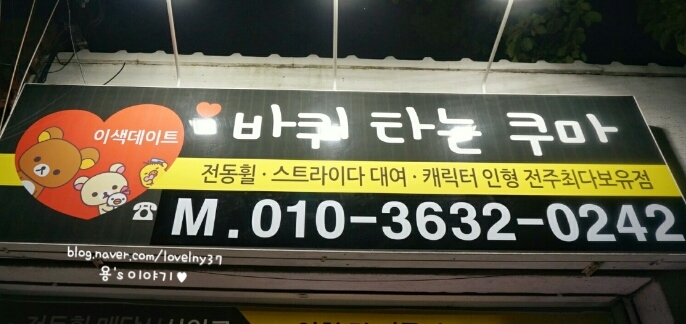 이색데이트
바퀴 타는 쿠마
전동휠 · 스트라이다 대여 · 캐릭터 인형 전주최다보유점
☎ M. 010-3632-0242
blog.naver.com/lovelny37
용's 이야기♥